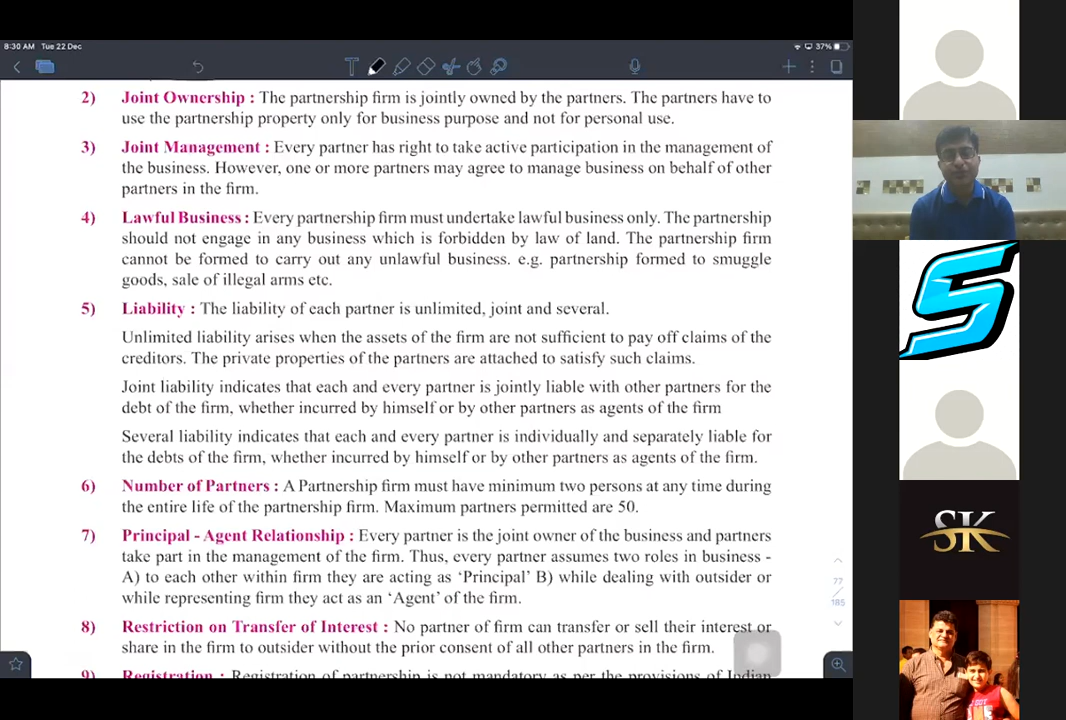 8:30 AM Tue 22 Dec
37%
2) Joint Ownership : The partnership firm is jointly owned by the partners. The partners have to
use the partnership property only for business purpose and not for personal use.
3) Joint Management : Every partner has right to take active participation in the management of
the business. However, one or more partners may agree to manage business on behalf of other
partners in the firm.
4) Lawful Business : Every partnership firm must undertake lawful business only. The partnership
should not engage in any business which is forbidden by law of land. The partnership firm
cannot be formed to carry out any unlawful business. e.g. partnership formed to smuggle
goods, sale of illegal arms etc.
5) Liability : The liability of each partner is unlimited, joint and several.
Unlimited liability arises when the assets of the firm are not sufficient to pay off claims of the
creditors. The private properties of the partners are attached to satisfy such claims.
Joint liability indicates that each and every partner is jointly liable with other partners for the
debt of the firm, whether incurred by himself or by other partners as agents of the firm
Several liability indicates that each and every partner is individually and separately liable for
the debts of the firm, whether incurred by himself or by other partners as agents of the firm.
6) Number of Partners : A Partnership firm must have minimum two persons at any time during
the entire life of the partnership firm. Maximum partners permitted are 50.
7) Principal - Agent Relationship : Every partner is the joint owner of the business and partners
take part in the management of the firm. Thus, every partner assumes two roles in business -
A) to each other within firm they are acting as ‘Principal’ B) while dealing with outsider or
while representing firm they act as an ‘Agent’ of the firm.
8) Restriction on Transfer of Interest : No partner of firm can transfer or sell their interest or
share in the firm to outsider without the prior consent of all other partners in the firm.
9) Registration : Registration of partnership is not mandatory as per the provisions of Indian
77
/
185
SK